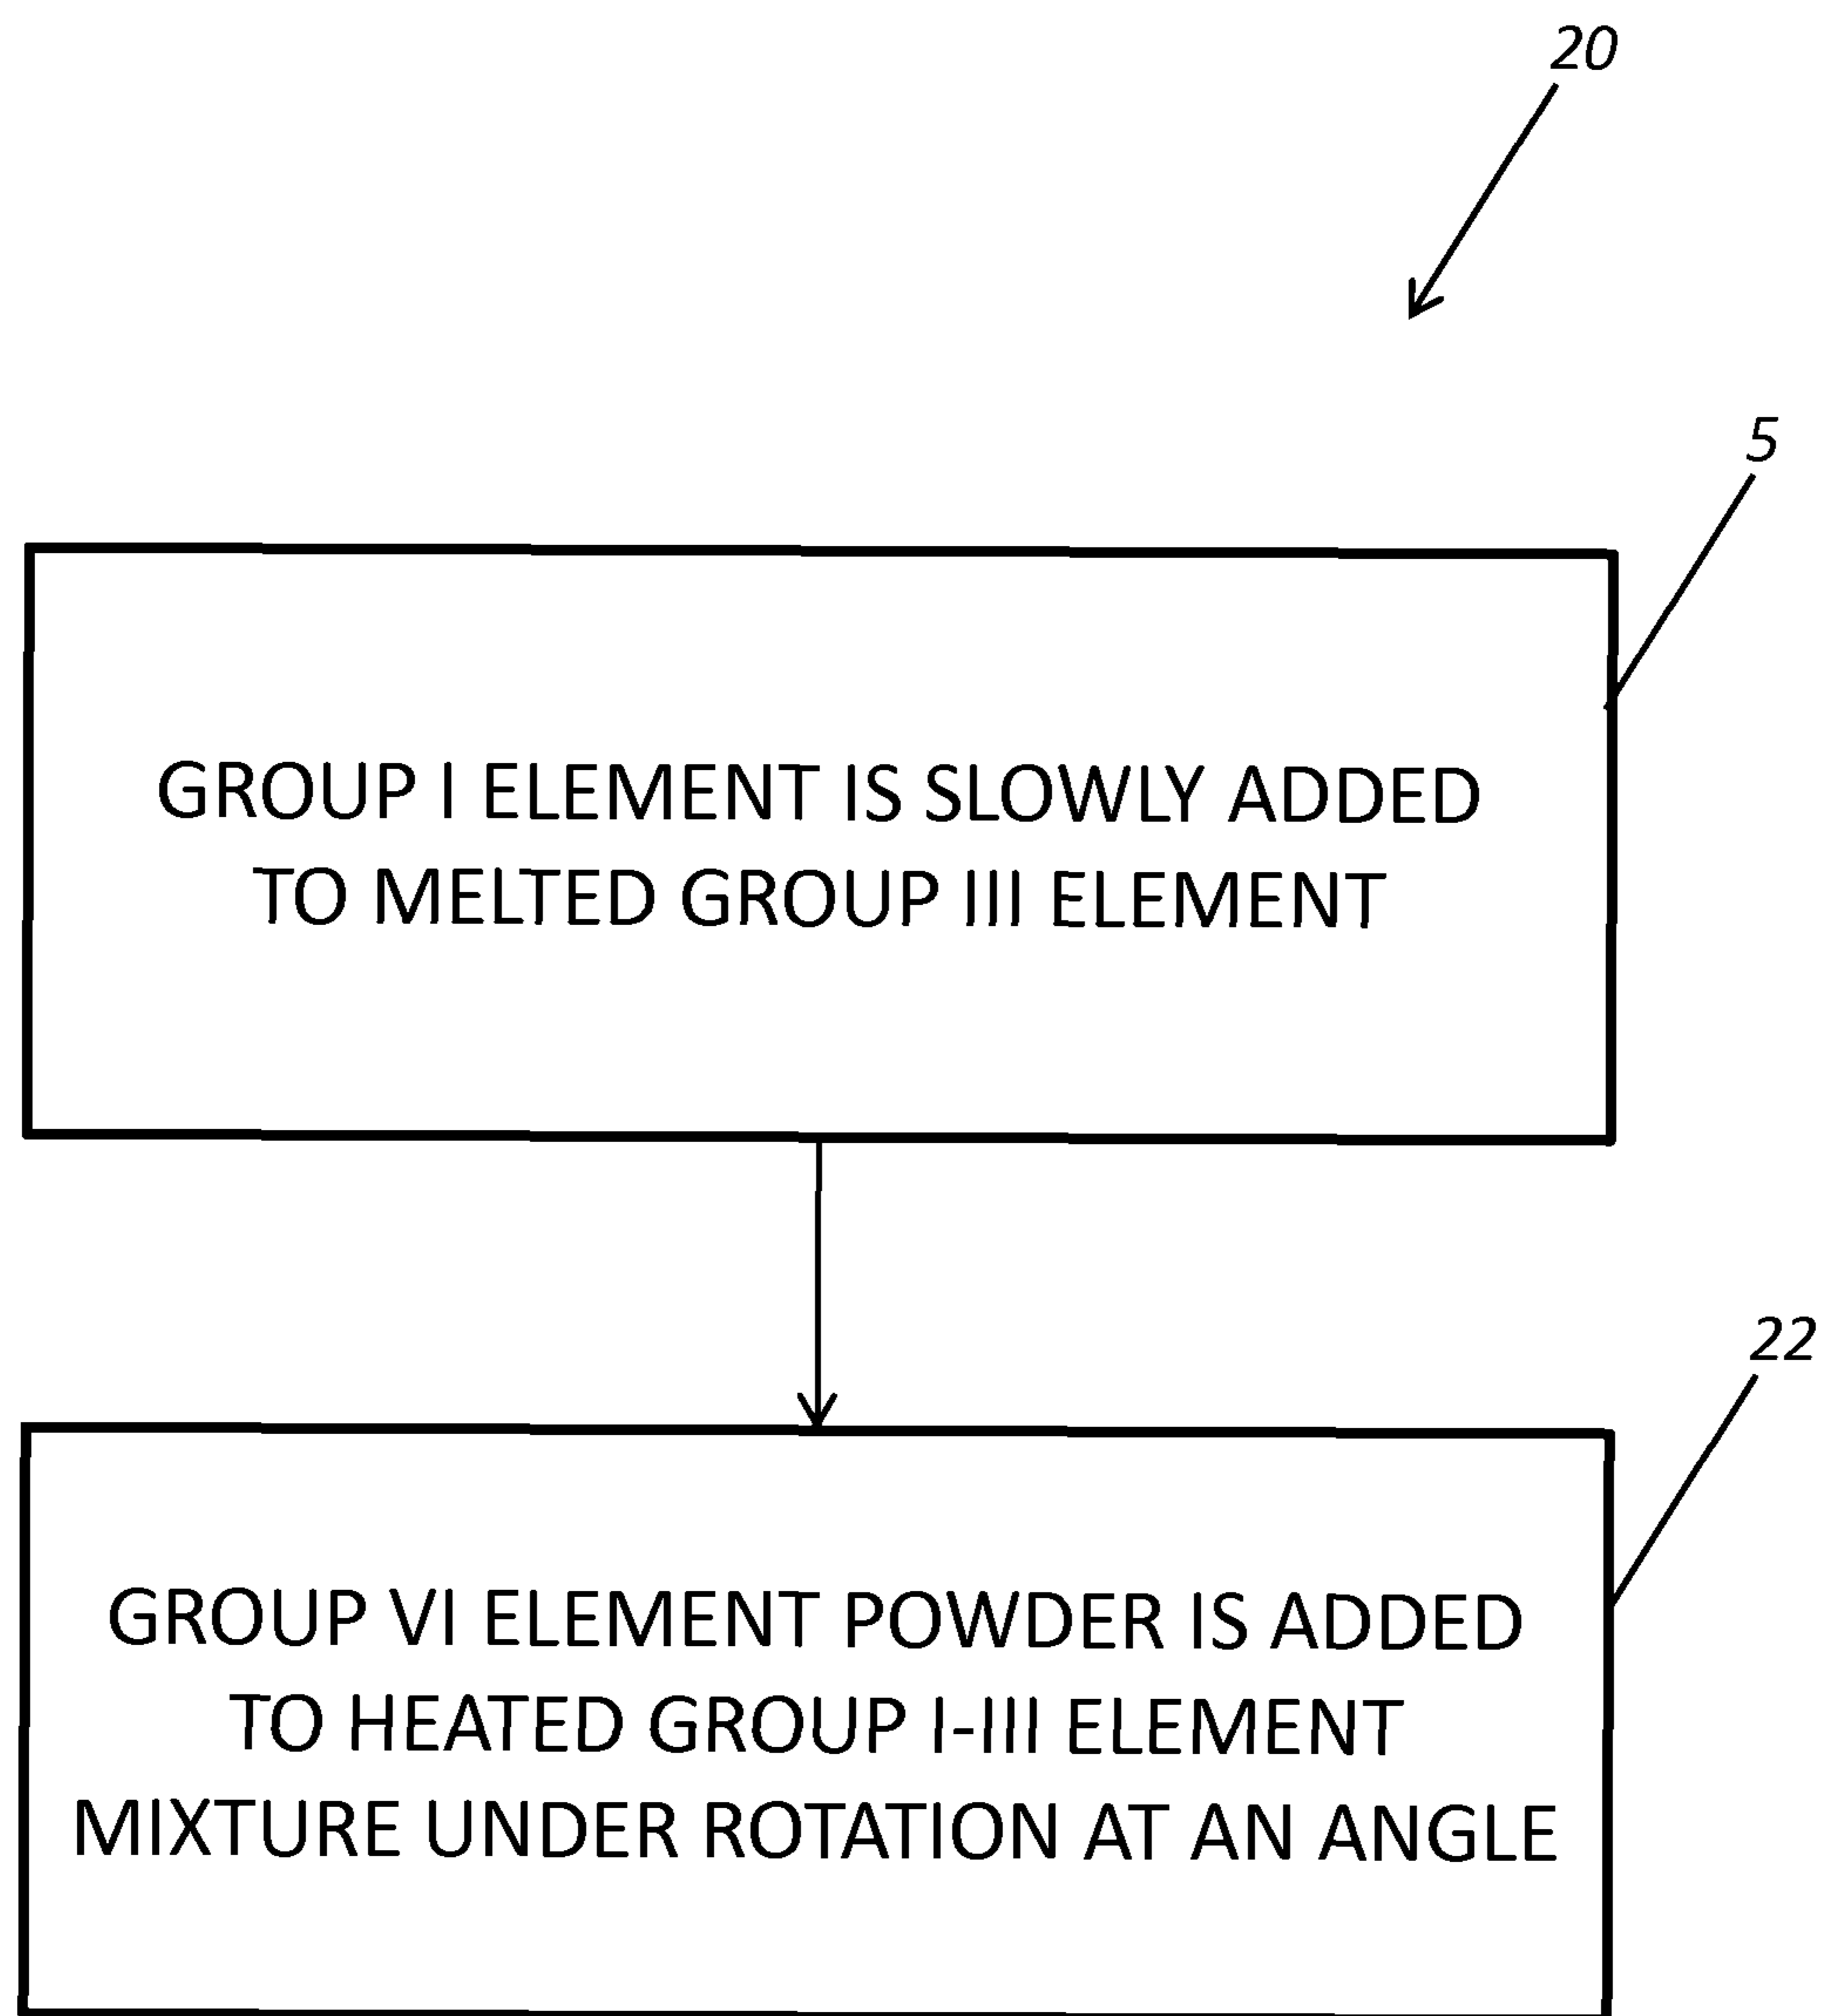 20
5
GROUP I ELEMENT IS SLOWLY ADDED
TO MELTED GROUP III ELEMENT
22
GROUP VI ELEMENT POWDER IS ADDED
TO HEATED GROUP I-III ELEMENT
MIXTURE UNDER ROTATION AT AN ANGLE